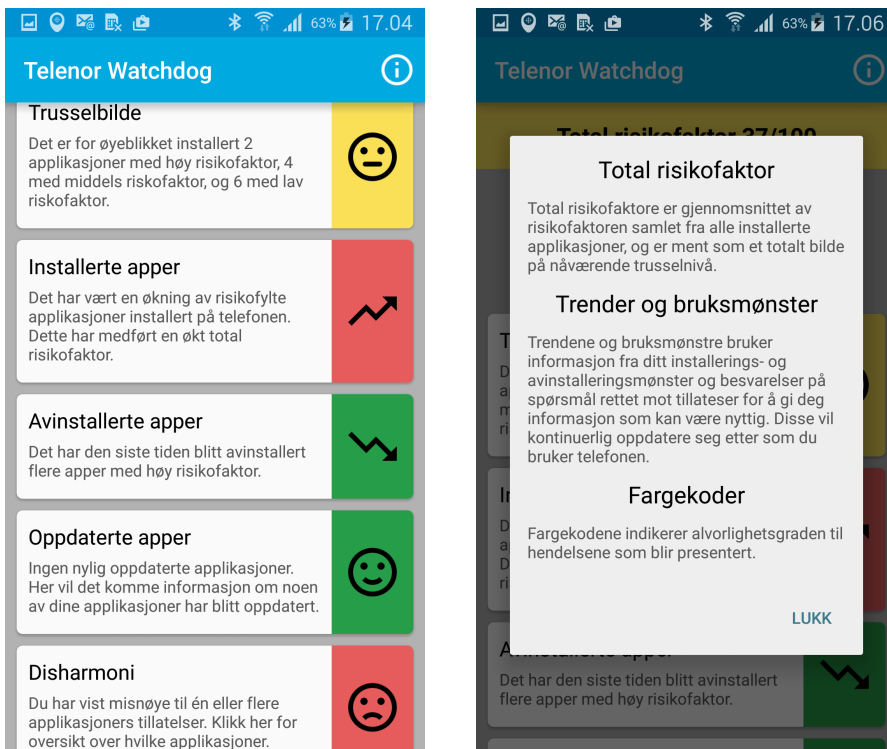 63% 17.04
Telenor Watchdog
Trusselbilde
Det er for øyeblikket installert 2
applikasjoner med høy risikofaktor, 4
med middels riskofaktor, og 6 med lav
riskofaktor.
Installerte apper
Det har vært en økning av risikofylte
applikasjoner installert på telefonen.
Dette har medført en økt total
risikofaktor.
Avinstallerte apper
Det har den siste tiden blitt avinstallert
flere apper med høy risikofaktor.
Oppdaterte apper
Ingen nylig oppdaterte applikasjoner.
Her vil det komme informasjon om noen
av dine applikasjoner har blitt oppdatert.
Disharmoni
Du har vist misnøye til én eller flere
applikasjoners tillatelser. Klikk her for
oversikt over hvilke applikasjoner.
63% 17.06
Telenor Watchdog
Total risikofaktor 37/100
Total risikofaktor
Total risikofaktore er gjennomsnittet av
risikofaktoren samlet fra alle installerte
applikasjoner, og er ment som et totalt bilde
på nåværende trusselnivå.
Trender og bruksmønster
Trendene og bruksmønstre bruker
informasjon fra ditt installerings- og
avinstalleringsmønster og besvarelser på
spørsmål rettet mot tillateser for å gi deg
informasjon som kan være nyttig. Disse vil
kontinuerlig oppdatere seg etter som du
bruker telefonen.
Fargekoder
Fargekodene indikerer alvorlighetsgraden til
hendelsene som blir presentert.
LUKK
Avinstallerte apper
Det har den siste tiden blitt avinstallert
flere apper med høy risikofaktor.